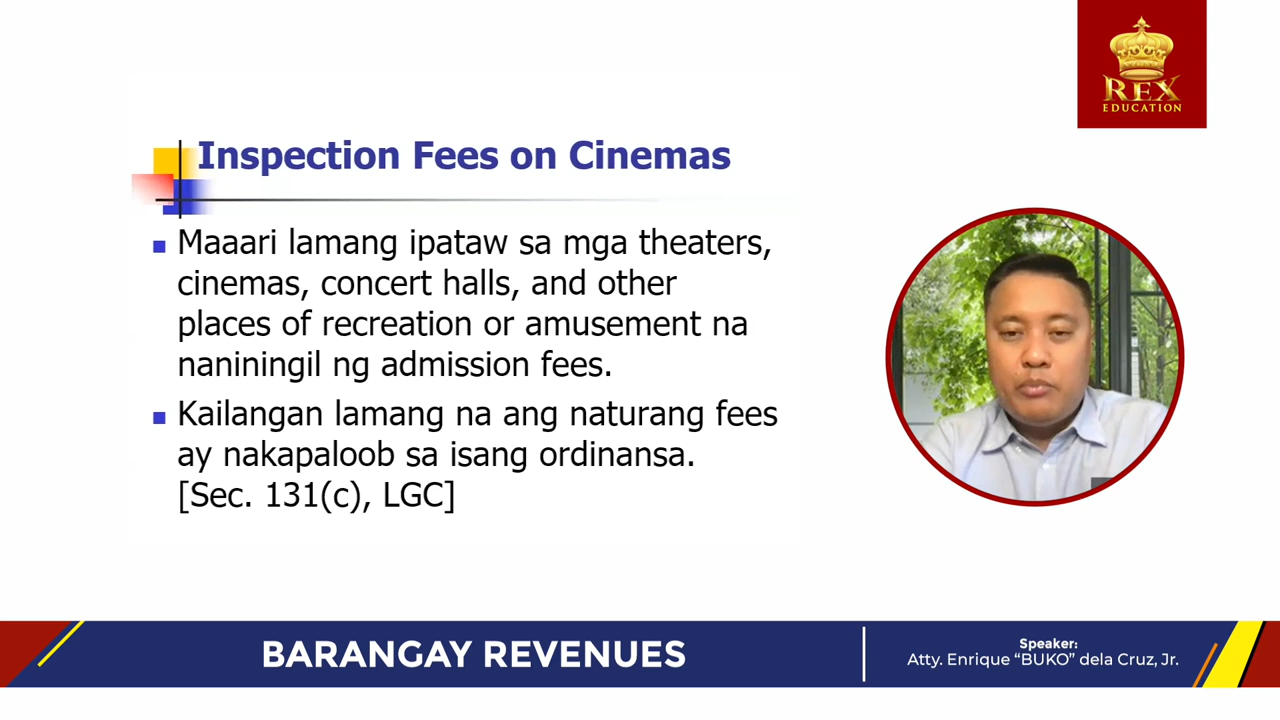 REX
EDUCATION
Inspection Fees on Cinemas
Maaari lamang ipataw sa mga theaters,
cinemas, concert halls, and other
places of recreation or amusement na
naniningil ng admission fees.
Kailangan lamang na ang naturang fees
ay nakapaloob sa isang ordinansa.
[Sec. 131(c), LGC]
BARANGAY REVENUES
Speaker:
Atty. Enrique “BUKO” dela Cruz, Jr.